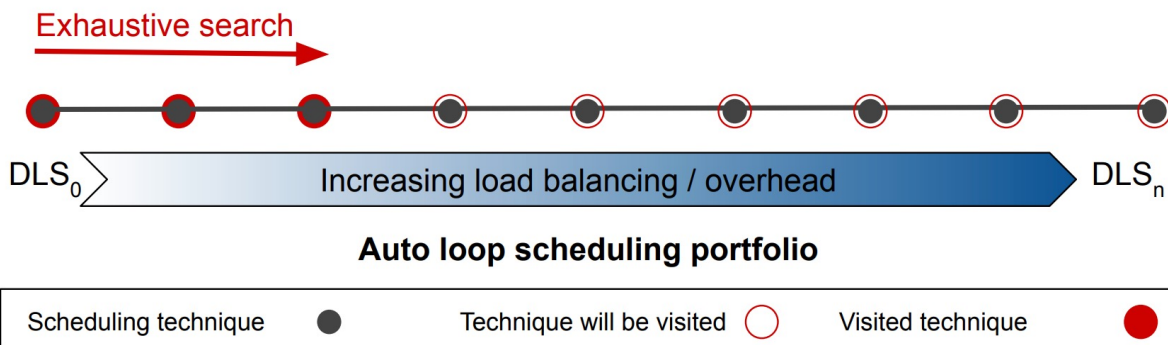 Exhaustive search
DLS0 Increasing load balancing / overhead DLSn
Auto loop scheduling portfolio
Scheduling technique Technique will be visited Visited technique